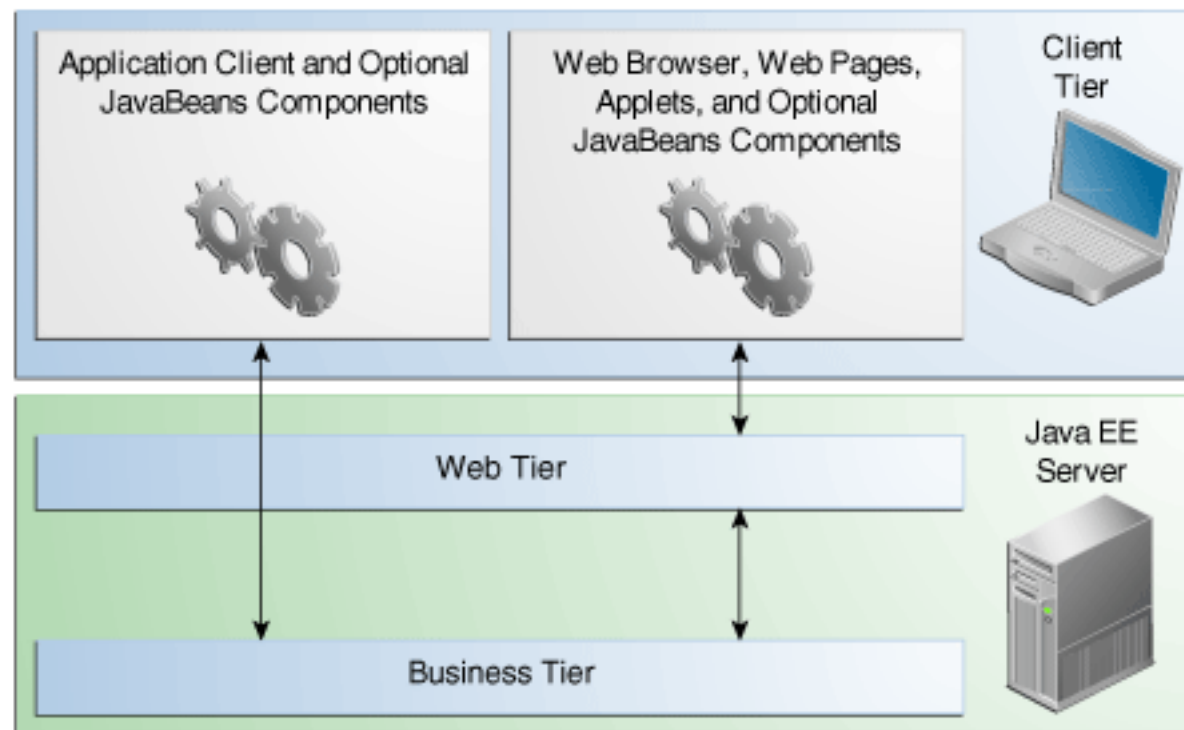 Application Client and Optional
JavaBeans Components
Web Browser, Web Pages,
Applets, and Optional
JavaBeans Components
Client
Tier
Web Tier
Java EE
Server
Business Tier